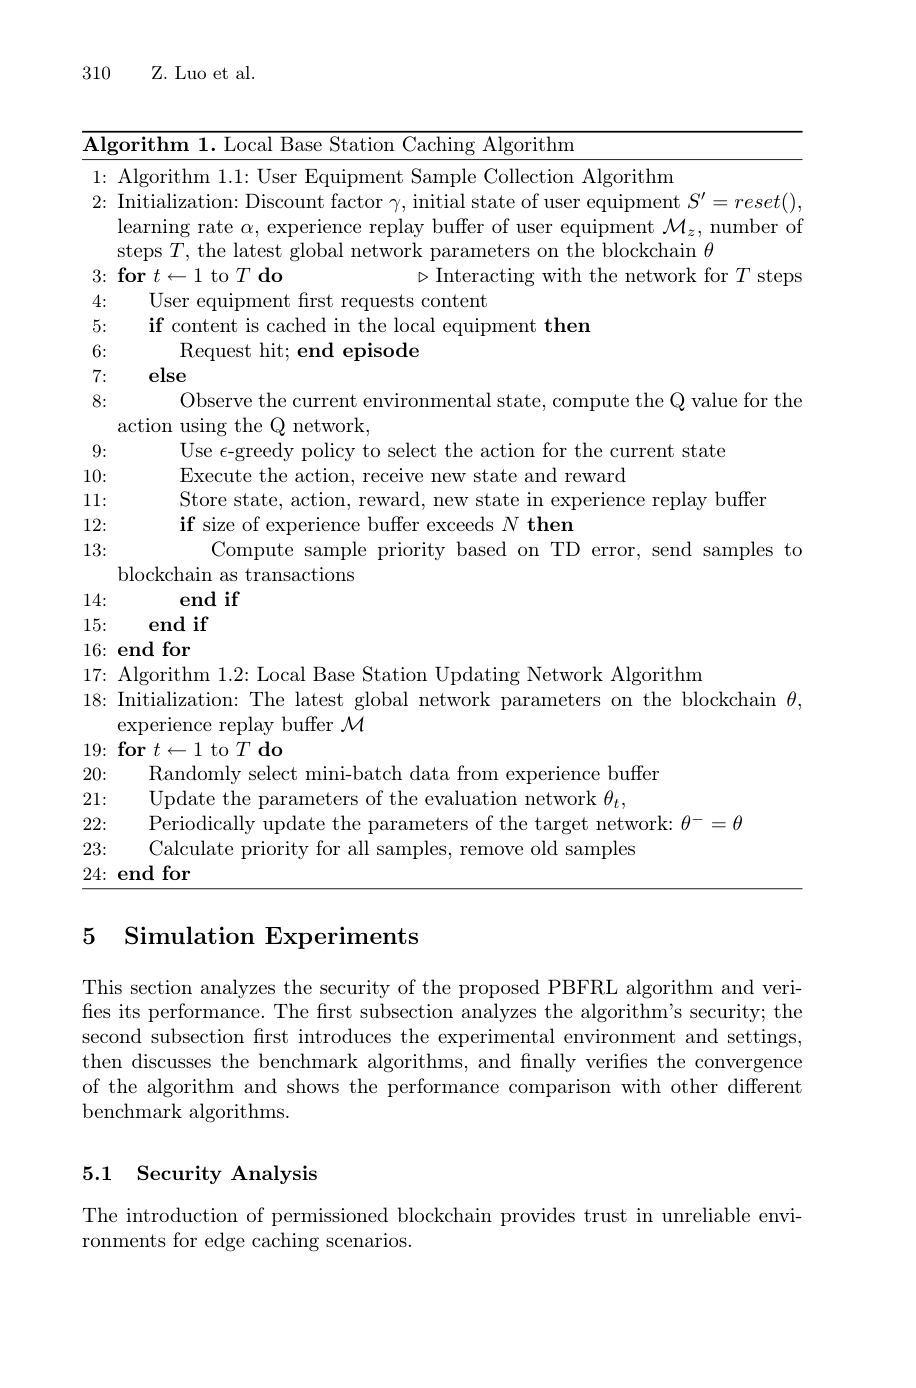 310 Z. Luo et al.
Algorithm 1. Local Base Station Caching Algorithm
1: Algorithm 1.1: User Equipment Sample Collection Algorithm
2: Initialization: Discount factor γ, initial state of user equipment S′ = reset(),
learning rate α, experience replay buffer of user equipment ℳz, number of
steps T, the latest global network parameters on the blockchain θ
3: for t ← 1 to T do ▷ Interacting with the network for T steps
4: User equipment first requests content
5: if content is cached in the local equipment then
6: Request hit; end episode
7: else
8: Observe the current environmental state, compute the Q value for the
action using the Q network,
9: Use ϵ-greedy policy to select the action for the current state
10: Execute the action, receive new state and reward
11: Store state, action, reward, new state in experience replay buffer
12: if size of experience buffer exceeds N then
13: Compute sample priority based on TD error, send samples to
blockchain as transactions
14: end if
15: end if
16: end for
17: Algorithm 1.2: Local Base Station Updating Network Algorithm
18: Initialization: The latest global network parameters on the blockchain θ,
experience replay buffer ℳ
19: for t ← 1 to T do
20: Randomly select mini-batch data from experience buffer
21: Update the parameters of the evaluation network θt,
22: Periodically update the parameters of the target network: θ− = θ
23: Calculate priority for all samples, remove old samples
24: end for
5 Simulation Experiments
This section analyzes the security of the proposed PBFRL algorithm and veri-
fies its performance. The first subsection analyzes the algorithm's security; the
second subsection first introduces the experimental environment and settings,
then discusses the benchmark algorithms, and finally verifies the convergence
of the algorithm and shows the performance comparison with other different
benchmark algorithms.
5.1 Security Analysis
The introduction of permissioned blockchain provides trust in unreliable envi-
ronments for edge caching scenarios.